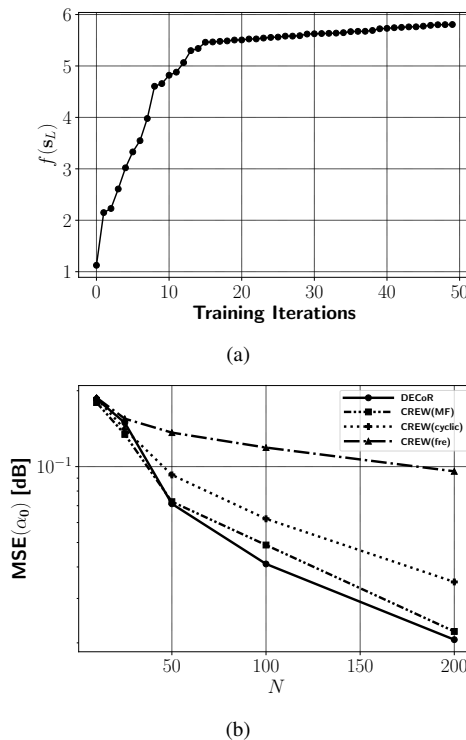 6
5
4
3
2
1
f(s_L)
0 10 20 30 40 50
Training Iterations
(a)
DECoR
CREW(MF)
CREW(cyclic)
CREW(fre)
10⁻¹
MSE(α₀) [dB]
50 100 150 200
N
(b)